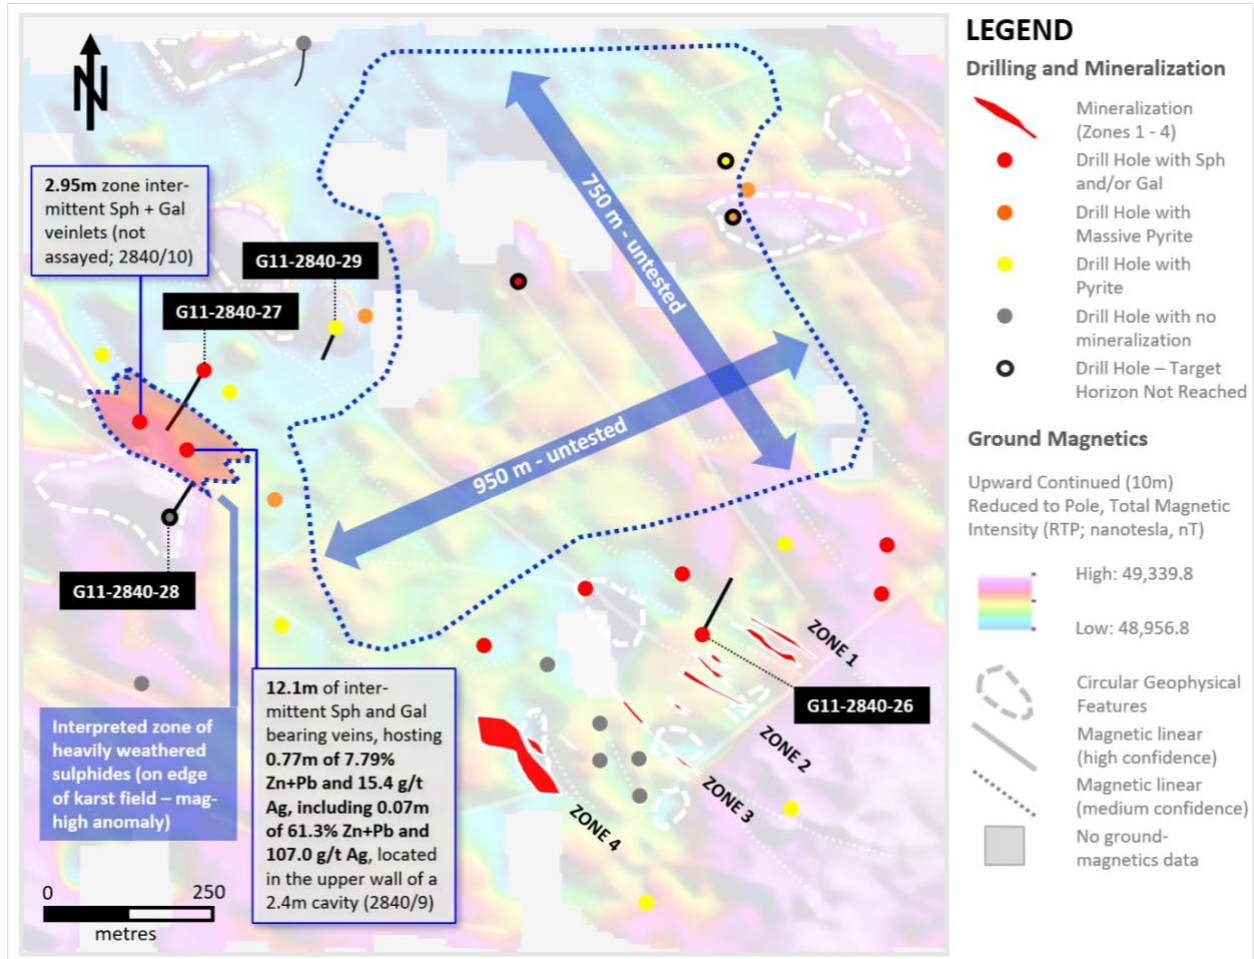 N
2.95m zone inter-
mittent Sph + Gal
veinlets (not
assayed; 2840/10)
G11-2840-29
G11-2840-27
750 m - untested
950 m - untested
G11-2840-28
Interpreted zone of
heavily weathered
sulphides (on edge
of karst field – mag-
high anomaly)
12.1m of inter-
mittent Sph and Gal
bearing veins, hosting
0.77m of 7.79%
Zn+Pb and 15.4 g/t
Ag, including 0.07m
of 61.3% Zn+Pb and
107.0 g/t Ag, located
in the upper wall of a
2.4m cavity (2840/9)
ZONE 1
G11-2840-26
ZONE 2
ZONE 3
ZONE 4
0 250
metres
LEGEND
Drilling and Mineralization
Mineralization
(Zones 1 - 4)
Drill Hole with Sph
and/or Gal
Drill Hole with
Massive Pyrite
Drill Hole with
Pyrite
Drill Hole with no
mineralization
Drill Hole – Target
Horizon Not Reached
Ground Magnetics
Upward Continued (10m)
Reduced to Pole, Total Magnetic
Intensity (RTP; nanotesla, nT)
High: 49,339.8
Low: 48,956.8
Circular Geophysical
Features
Magnetic linear
(high confidence)
Magnetic linear
(medium confidence)
No ground-
magnetics data